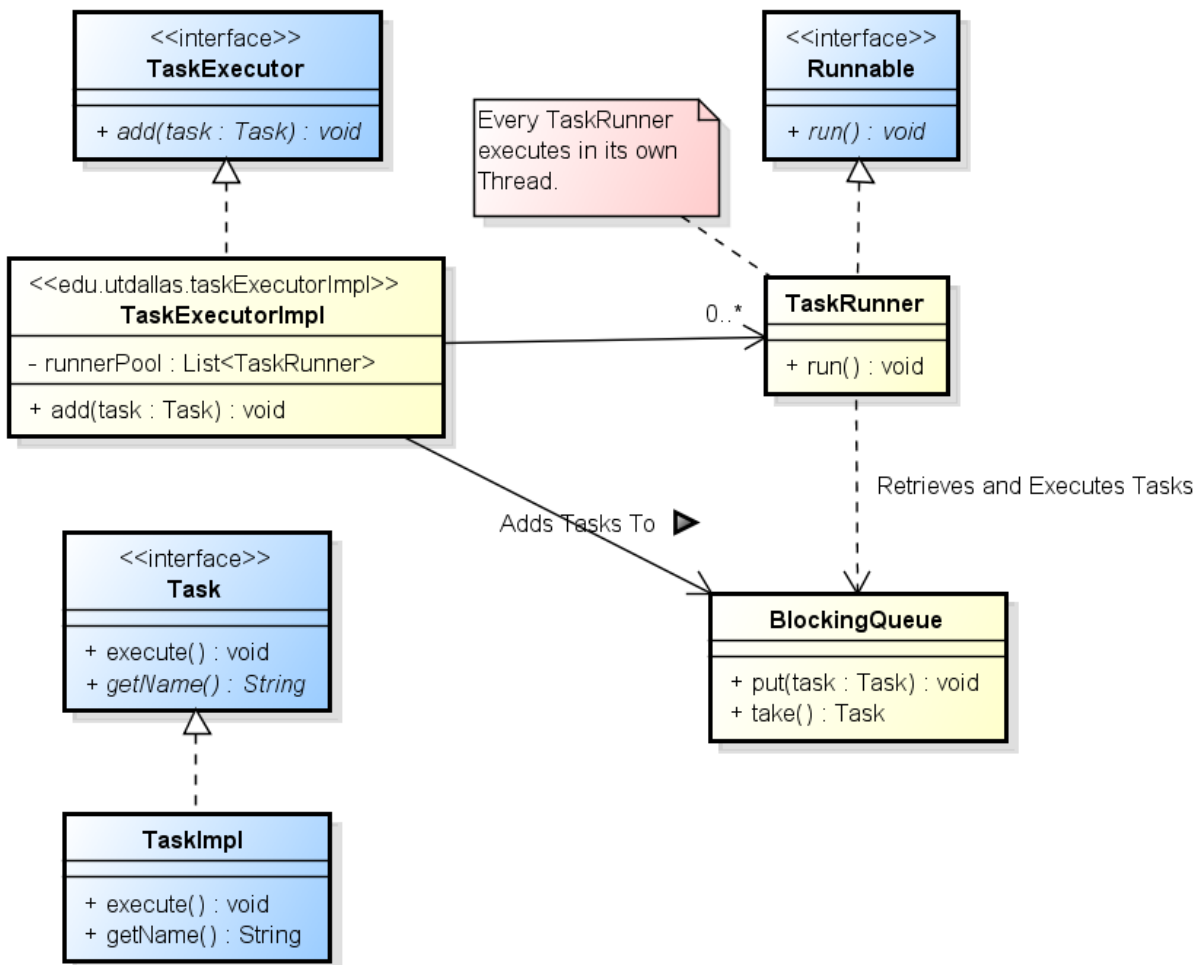 <<interface>>
TaskExecutor
+ add(task : Task) : void
<<interface>>
Runnable
+ run() : void
Every TaskRunner
executes in its own
Thread.
<<edu.utdallas.taskExecutorImpl>>
TaskExecutorImpl
- runnerPool : List<TaskRunner>
+ add(task : Task) : void
0..*
TaskRunner
+ run() : void
Retrieves and Executes Tasks
Adds Tasks To
<<interface>>
Task
+ execute() : void
+ getName() : String
BlockingQueue
+ put(task : Task) : void
+ take() : Task
TaskImpl
+ execute() : void
+ getName() : String